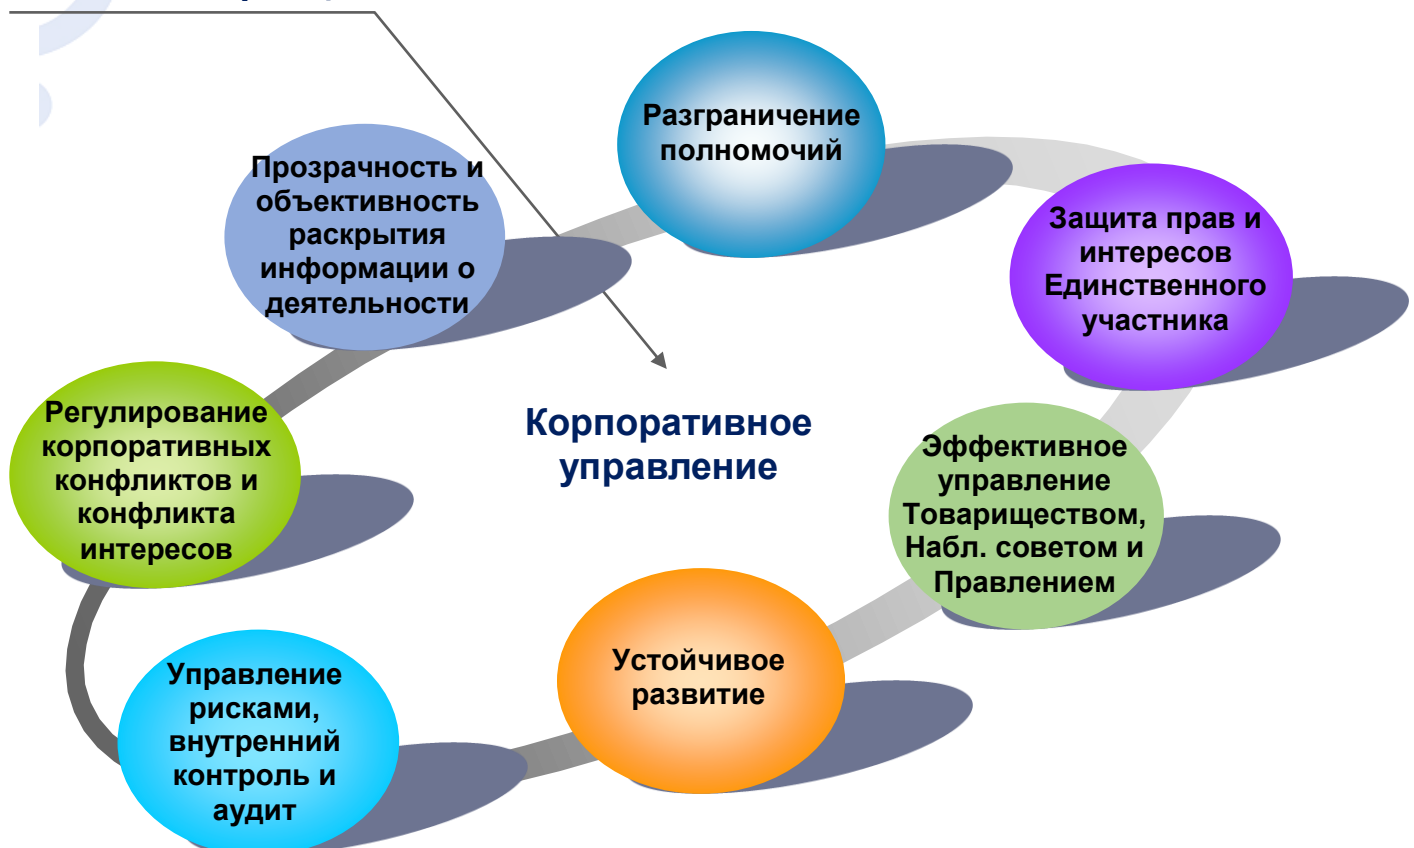 Разграничение
полномочий
Прозрачность и
объективность
раскрытия
информации о
деятельности
Защита прав и
интересов
Единственного
участника
Регулирование
корпоративных
конфликтов и
конфликта
интересов
Корпоративное
управление
Эффективное
управление
Товариществом,
Набл. советом и
Правлением
Устойчивое
развитие
Управление
рисками,
внутренний
контроль и
аудит